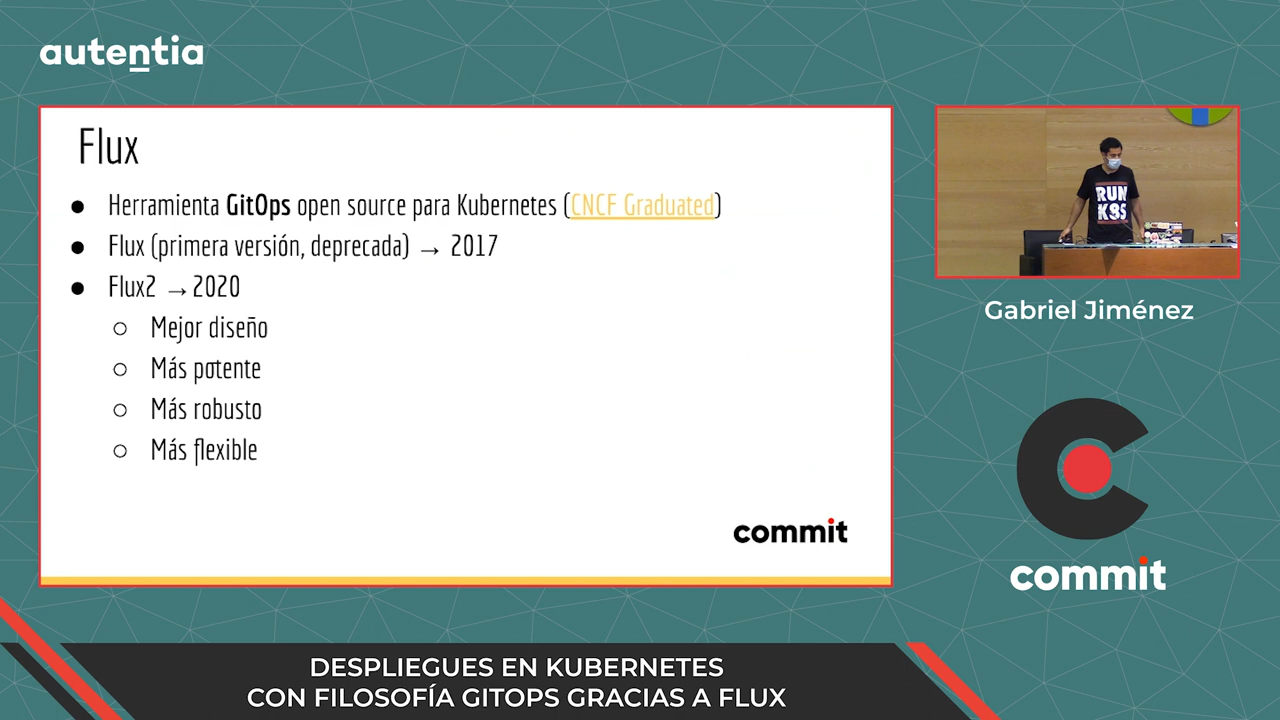 autentia
Flux
● Herramienta GitOps open source para Kubernetes (CNCF Graduated)
● Flux (primera versión, deprecada) → 2017
● Flux2 → 2020
○ Mejor diseño
○ Más potente
○ Más robusto
○ Más flexible
commit
RUN
K8S
Gabriel Jiménez
commit
DESPLIEGUES EN KUBERNETES
CON FILOSOFÍA GITOPS GRACIAS A FLUX